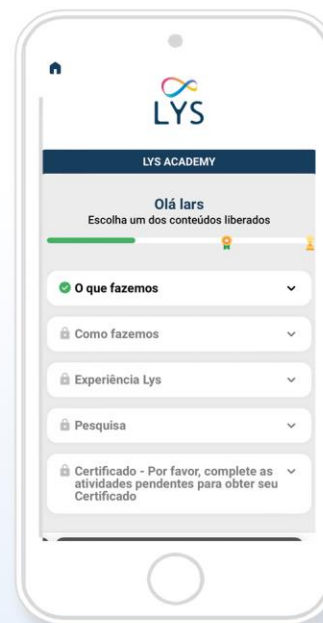 LYS
LYS ACADEMY
Olá lars
Escolha um dos conteúdos liberados
O que fazemos
Como fazemos
Experiência Lys
Pesquisa
Certificado - Por favor, complete as
atividades pendentes para obter seu
Certificado